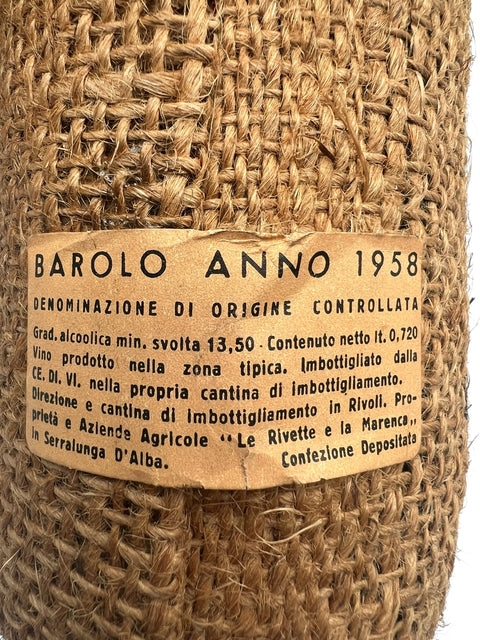 BAROLO ANNO 1958
DENOMINAZIONE DI ORIGINE CONTROLLATA
Grad. alcoolica min. svolta 13,50 - Contenuto netto lt. 0,720
Vino prodotto nella zona tipica. Imbottigliato dalla
CE. DI. VI. nella propria cantina di imbottigliamento.
Direzione e cantina di imbottigliamento in Rivoli. Pro-
prietà e Aziende Agricole “Le Rivette e la Marenca„
in Serralunga D'Alba. Confezione Depositata